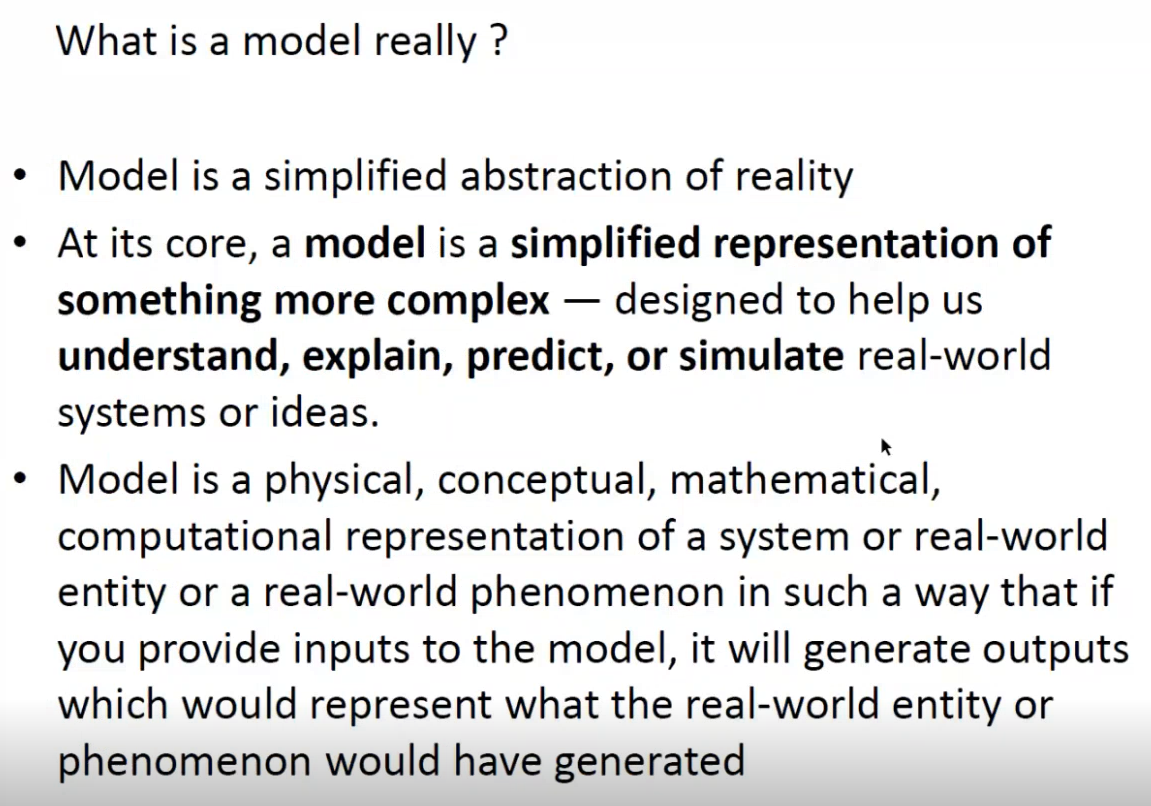 What is a model really ?
• Model is a simplified abstraction of reality
• At its core, a model is a simplified representation of
something more complex — designed to help us
understand, explain, predict, or simulate real-world
systems or ideas.
• Model is a physical, conceptual, mathematical,
computational representation of a system or real-world
entity or a real-world phenomenon in such a way that if
you provide inputs to the model, it will generate outputs
which would represent what the real-world entity or
phenomenon would have generated